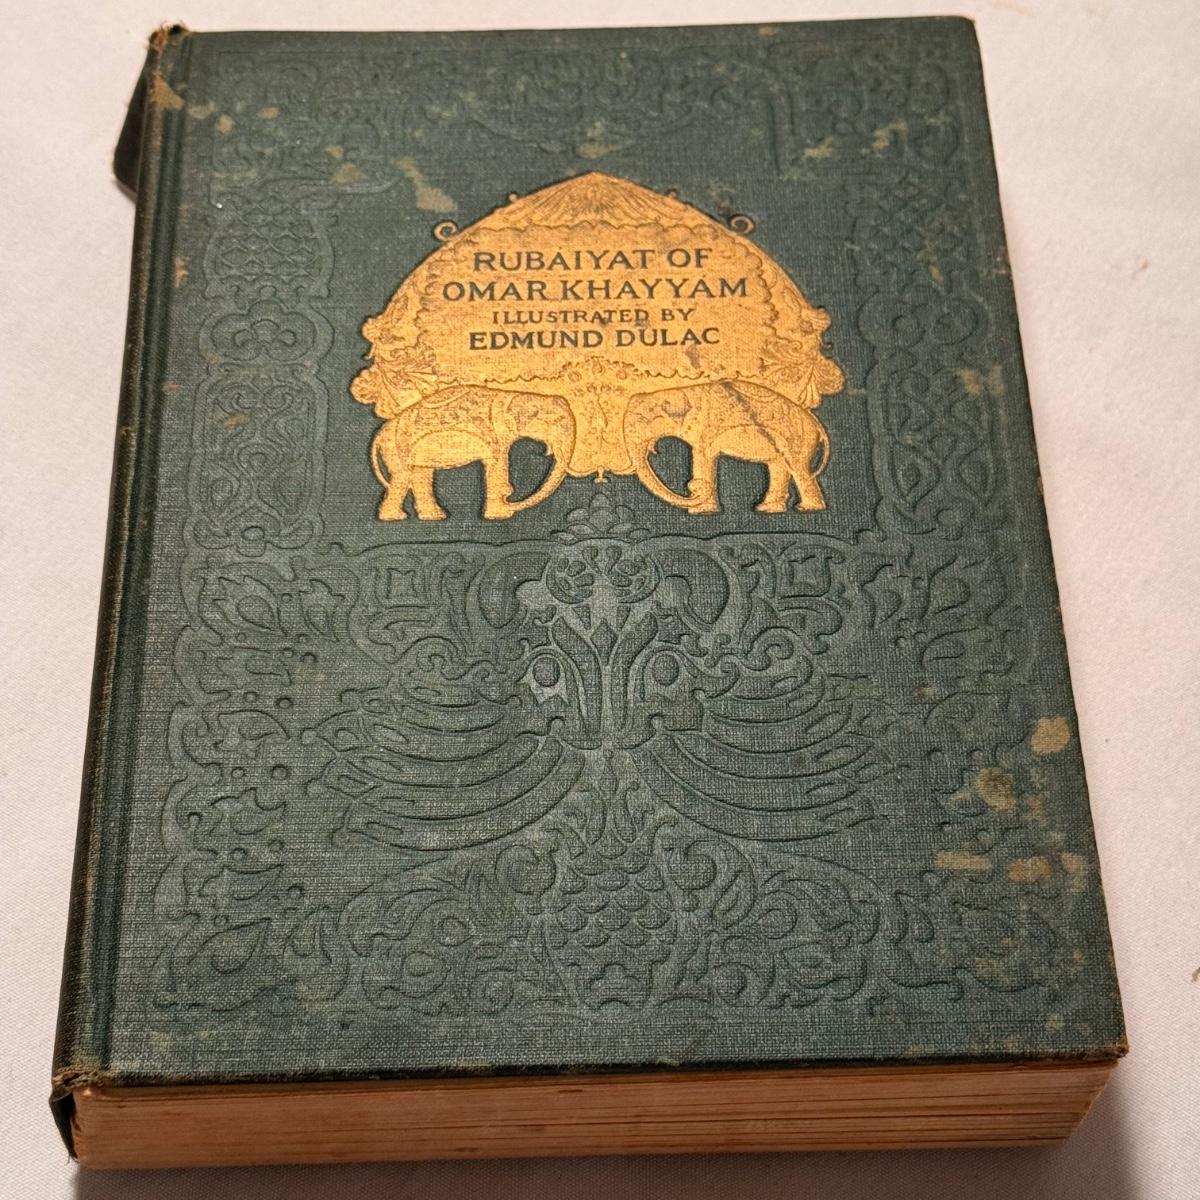 RUBAIYAT OF
OMAR KHAYYAM
ILLUSTRATED BY
EDMUND DULAC